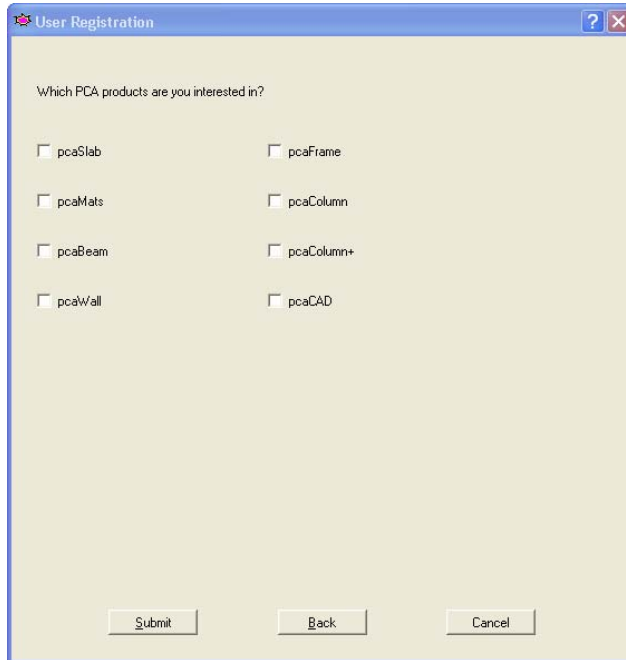 User Registration
Which PCA products are you interested in?
pcaSlab pcaFrame
pcaMats pcaColumn
pcaBeam pcaColumn+
pcaWall pcaCAD
Submit Back Cancel